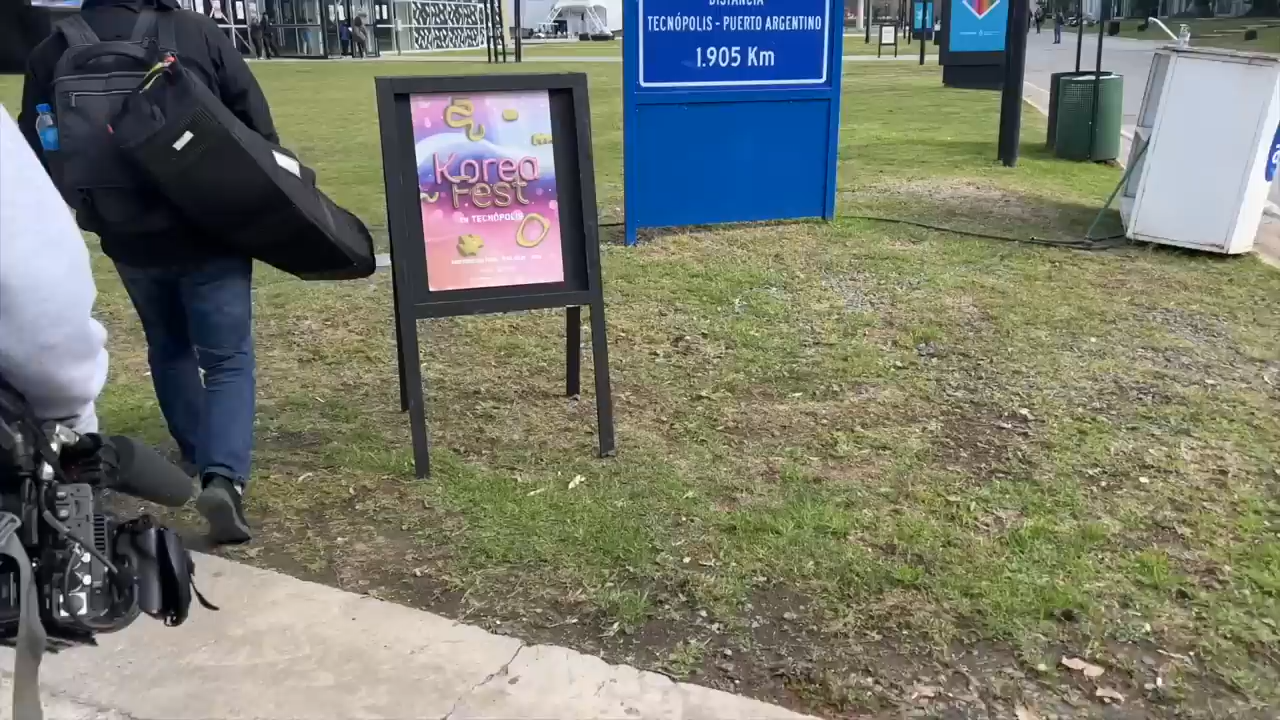 DISTANCIA
TECNÓPOLIS - PUERTO ARGENTINO
1.905 Km
Korea
Fest
EN TECNÓPOLIS